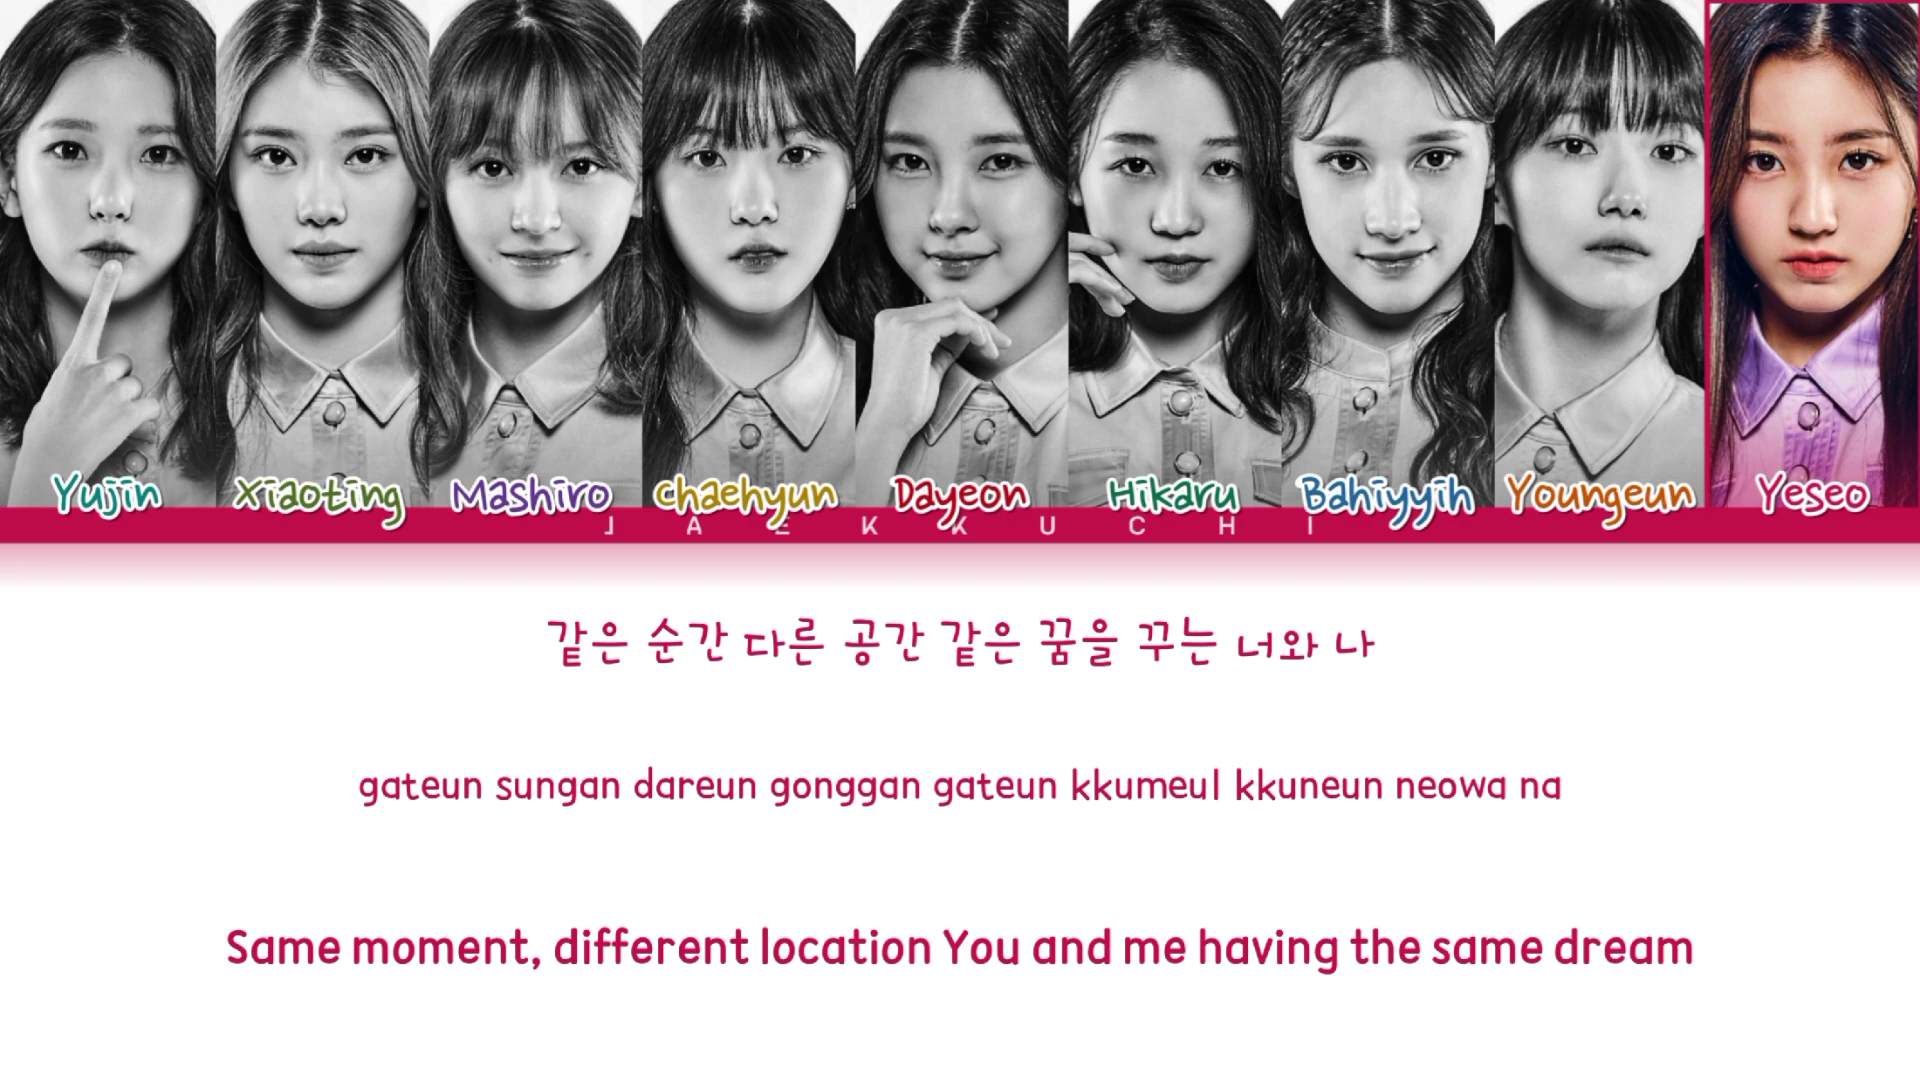 Yujin Xiaoting Mashiro Chaehyun Dayeon Hikaru Bahiyyih Youngeun Yeseo
JAEKKUCHI
같은 순간 다른 공간 같은 꿈을 꾸는 너와 나
gateun sungan dareun gonggan gateun kkumeul kkuneun neowa na
Same moment, different location You and me having the same dream